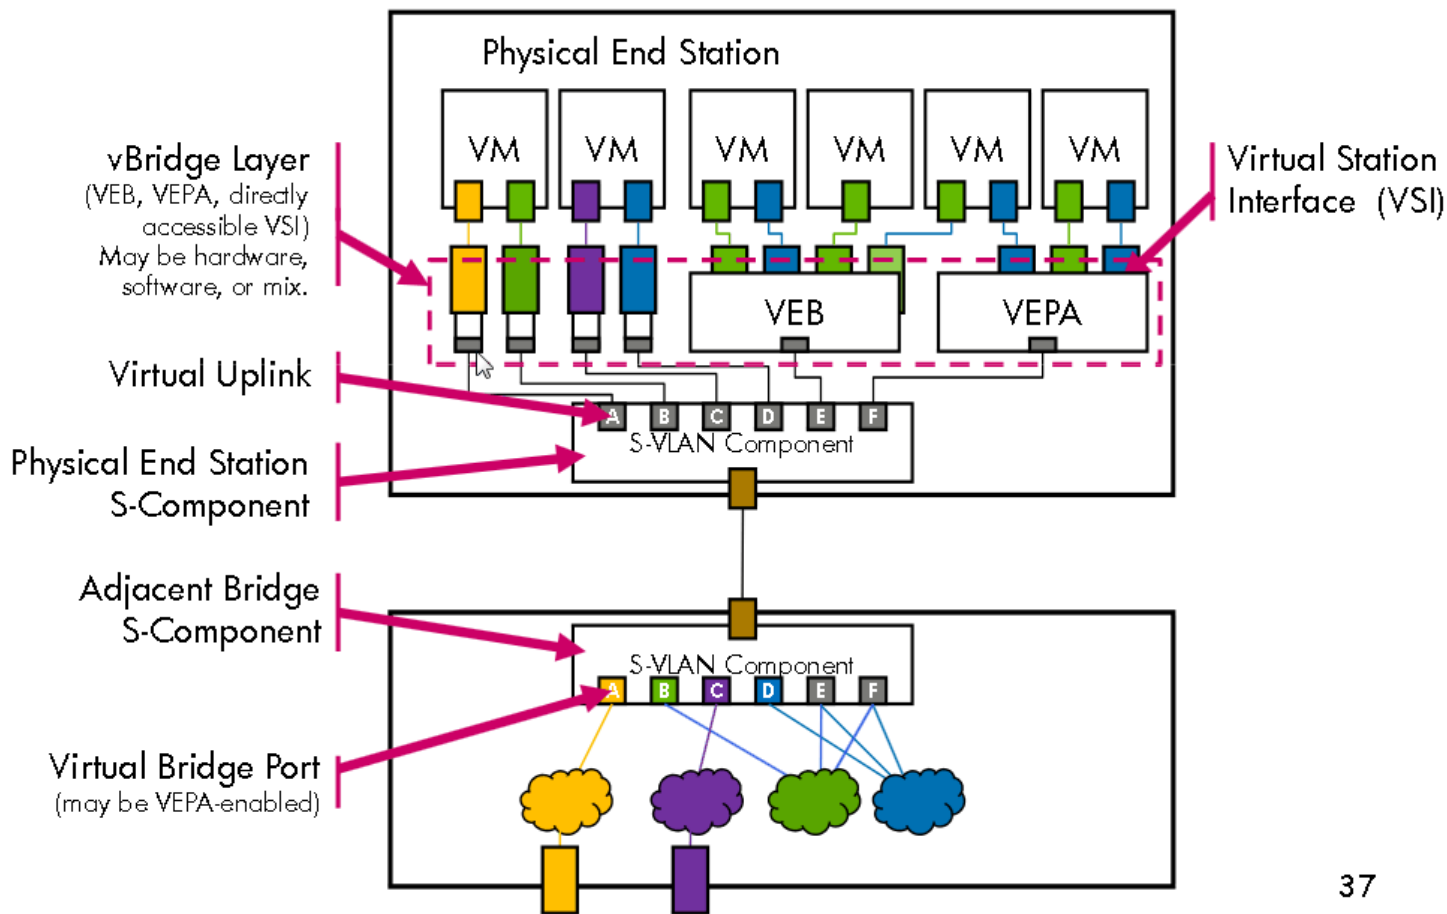 Physical End Station
VM
VM
VM
VM
VM
VM
vBridge Layer
(VEB, VEPA, directly
accessible VSI)
May be hardware,
software, or mix.
Virtual Station
Interface (VSI)
VEB
VEPA
Virtual Uplink
A
B
C
D
E
F
S-VLAN Component
Physical End Station
S-Component
Adjacent Bridge
S-Component
S-VLAN Component
A
B
C
D
E
F
Virtual Bridge Port
(may be VEPA-enabled)
37